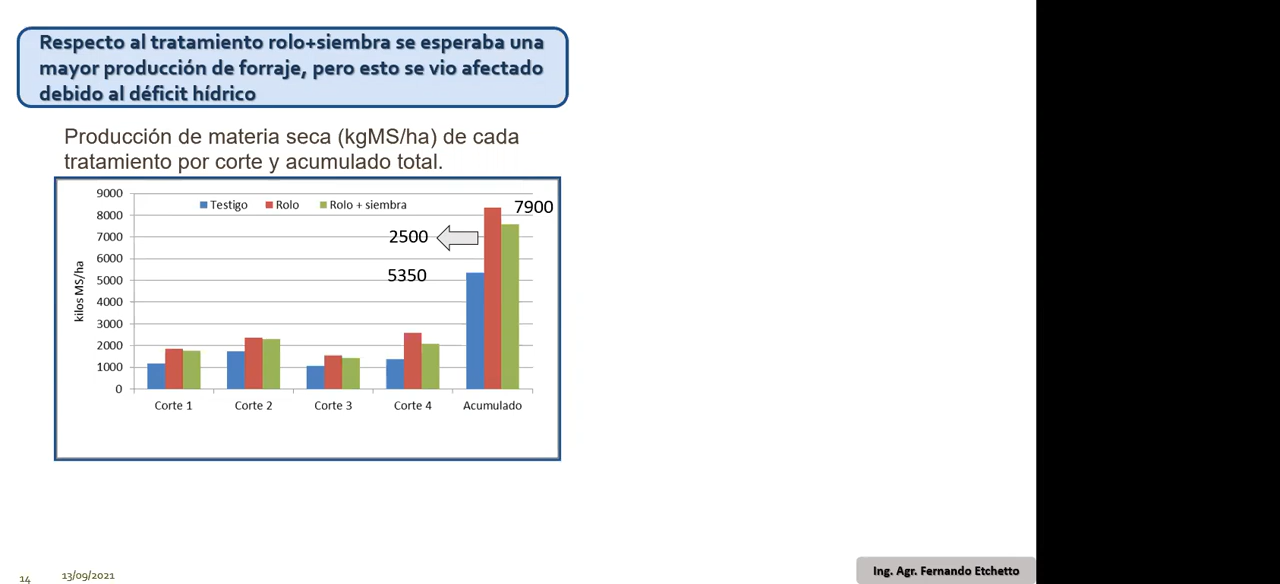 Respecto al tratamiento rolo+siembra se esperaba una
mayor producción de forraje, pero esto se vio afectado
debido al déficit hídrico
Producción de materia seca (kgMS/ha) de cada
tratamiento por corte y acumulado total.
9000
8000
7000
6000
5000
4000
3000
2000
1000
0
kilos MS/ha
Testigo Rolo Rolo + siembra
7900
2500
5350
Corte 1 Corte 2 Corte 3 Corte 4 Acumulado
14 13/09/2021
Ing. Agr. Fernando Etchetto